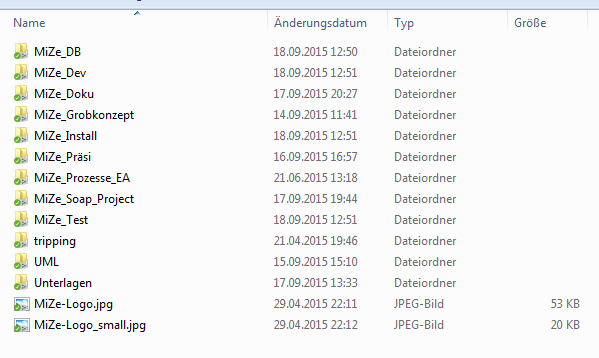 Name Änderungsdatum Typ Größe
MiZe_DB 18.09.2015 12:50 Dateiordner
MiZe_Dev 18.09.2015 12:51 Dateiordner
MiZe_Doku 17.09.2015 20:27 Dateiordner
MiZe_Grobkonzept 14.09.2015 11:41 Dateiordner
MiZe_Install 18.09.2015 12:51 Dateiordner
MiZe_Präsi 16.09.2015 16:57 Dateiordner
MiZe_Prozesse_EA 21.06.2015 13:18 Dateiordner
MiZe_Soap_Project 17.09.2015 19:44 Dateiordner
MiZe_Test 18.09.2015 12:51 Dateiordner
tripping 21.04.2015 19:46 Dateiordner
UML 15.09.2015 15:10 Dateiordner
Unterlagen 17.09.2015 13:33 Dateiordner
MiZe-Logo.jpg 29.04.2015 22:11 JPEG-Bild 53 KB
MiZe-Logo_small.jpg 29.04.2015 22:12 JPEG-Bild 20 KB